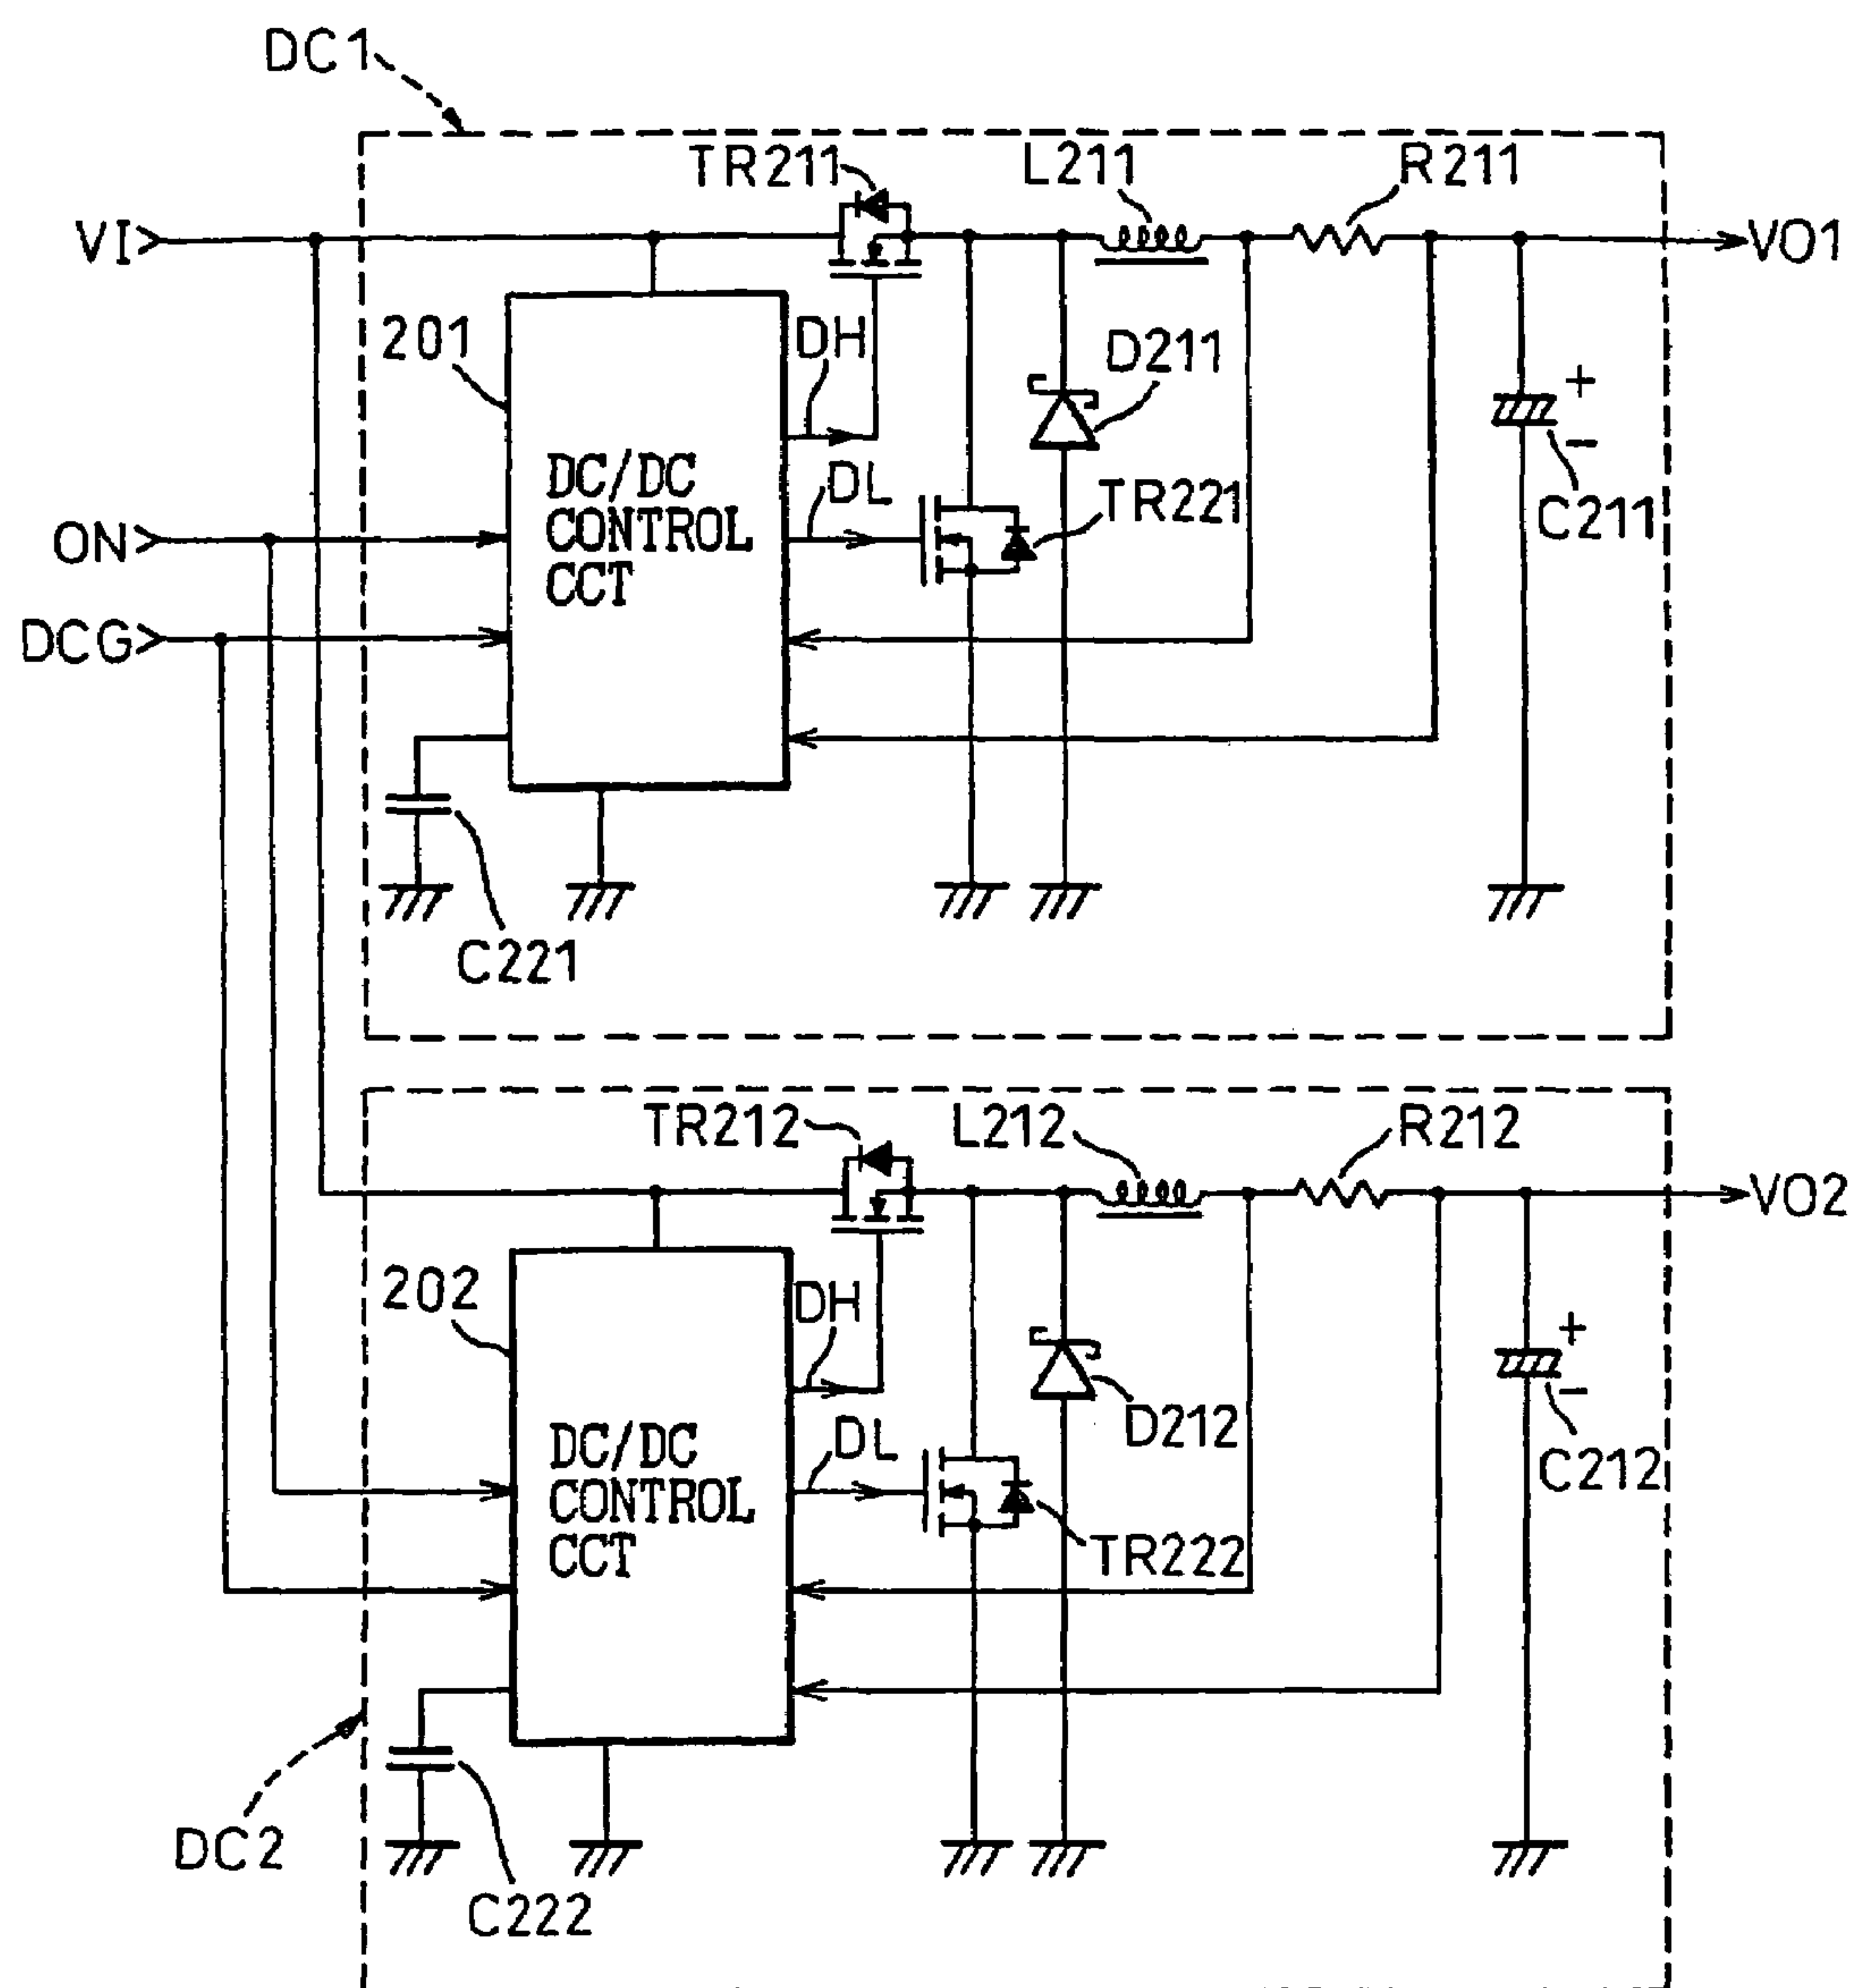 DC1
TR211
L211
R211
VI
VO1
201
DH
D211
DL
TR221
+
-
C211
ON
DC/DC
CONTROL
CCT
DCG
C221
TR212
L212
R212
VO2
202
DH
D212
DL
+
-
C212
DC/DC
CONTROL
CCT
TR222
DC2
C222